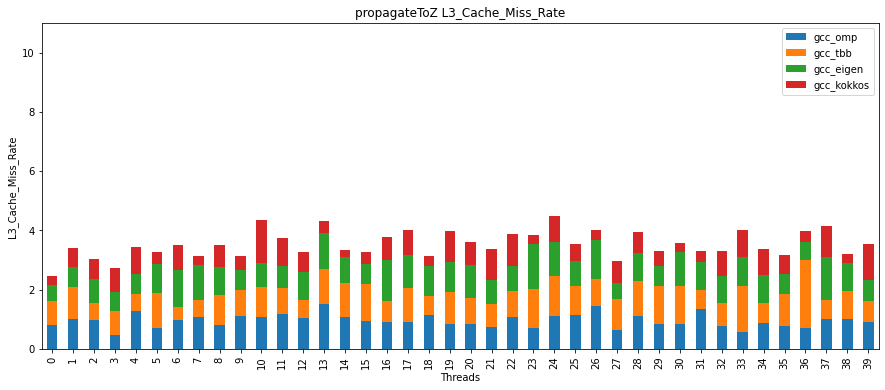 propagateToZ L3_Cache_Miss_Rate
gcc_omp
gcc_tbb
gcc_eigen
gcc_kokkos
L3_Cache_Miss_Rate
10
8
6
4
2
0
0 1 2 3 4 5 6 7 8 9 10 11 12 13 14 15 16 17 18 19 20 21 22 23 24 25 26 27 28 29 30 31 32 33 34 35 36 37 38 39
Threads